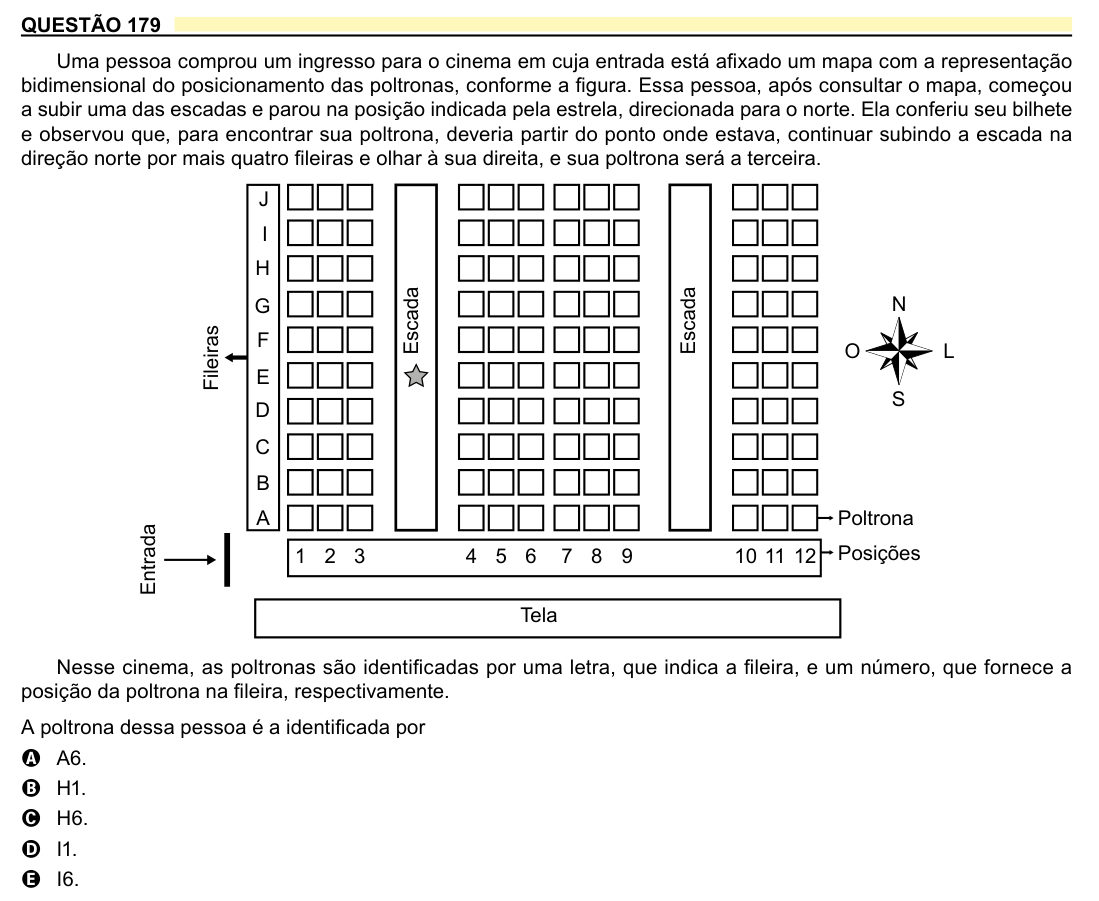 QUESTÃO 179
Uma pessoa comprou um ingresso para o cinema em cuja entrada está afixado um mapa com a representação
bidimensional do posicionamento das poltronas, conforme a figura. Essa pessoa, após consultar o mapa, começou
a subir uma das escadas e parou na posição indicada pela estrela, direcionada para o norte. Ela conferiu seu bilhete
e observou que, para encontrar sua poltrona, deveria partir do ponto onde estava, continuar subindo a escada na
direção norte por mais quatro fileiras e olhar à sua direita, e sua poltrona será a terceira.
Fileiras
J
I
H
G
F
E
D
C
B
A
Escada
Escada
N
O L
S
Poltrona
Entrada
1 2 3 4 5 6 7 8 9 10 11 12
Posições
Tela
Nesse cinema, as poltronas são identificadas por uma letra, que indica a fileira, e um número, que fornece a
posição da poltrona na fileira, respectivamente.
A poltrona dessa pessoa é a identificada por
A A6.
B H1.
C H6.
D I1.
E I6.